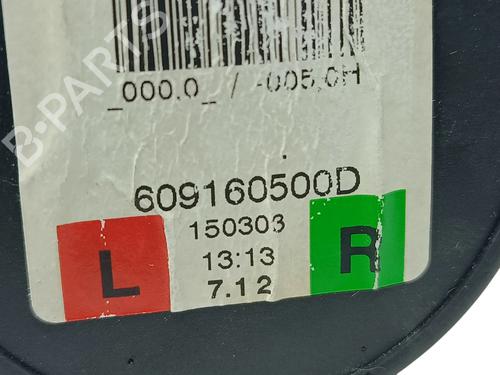 _000.0_ / -005.0H
609160500D
150303
L
13:13
R
7.12
B-PARTS